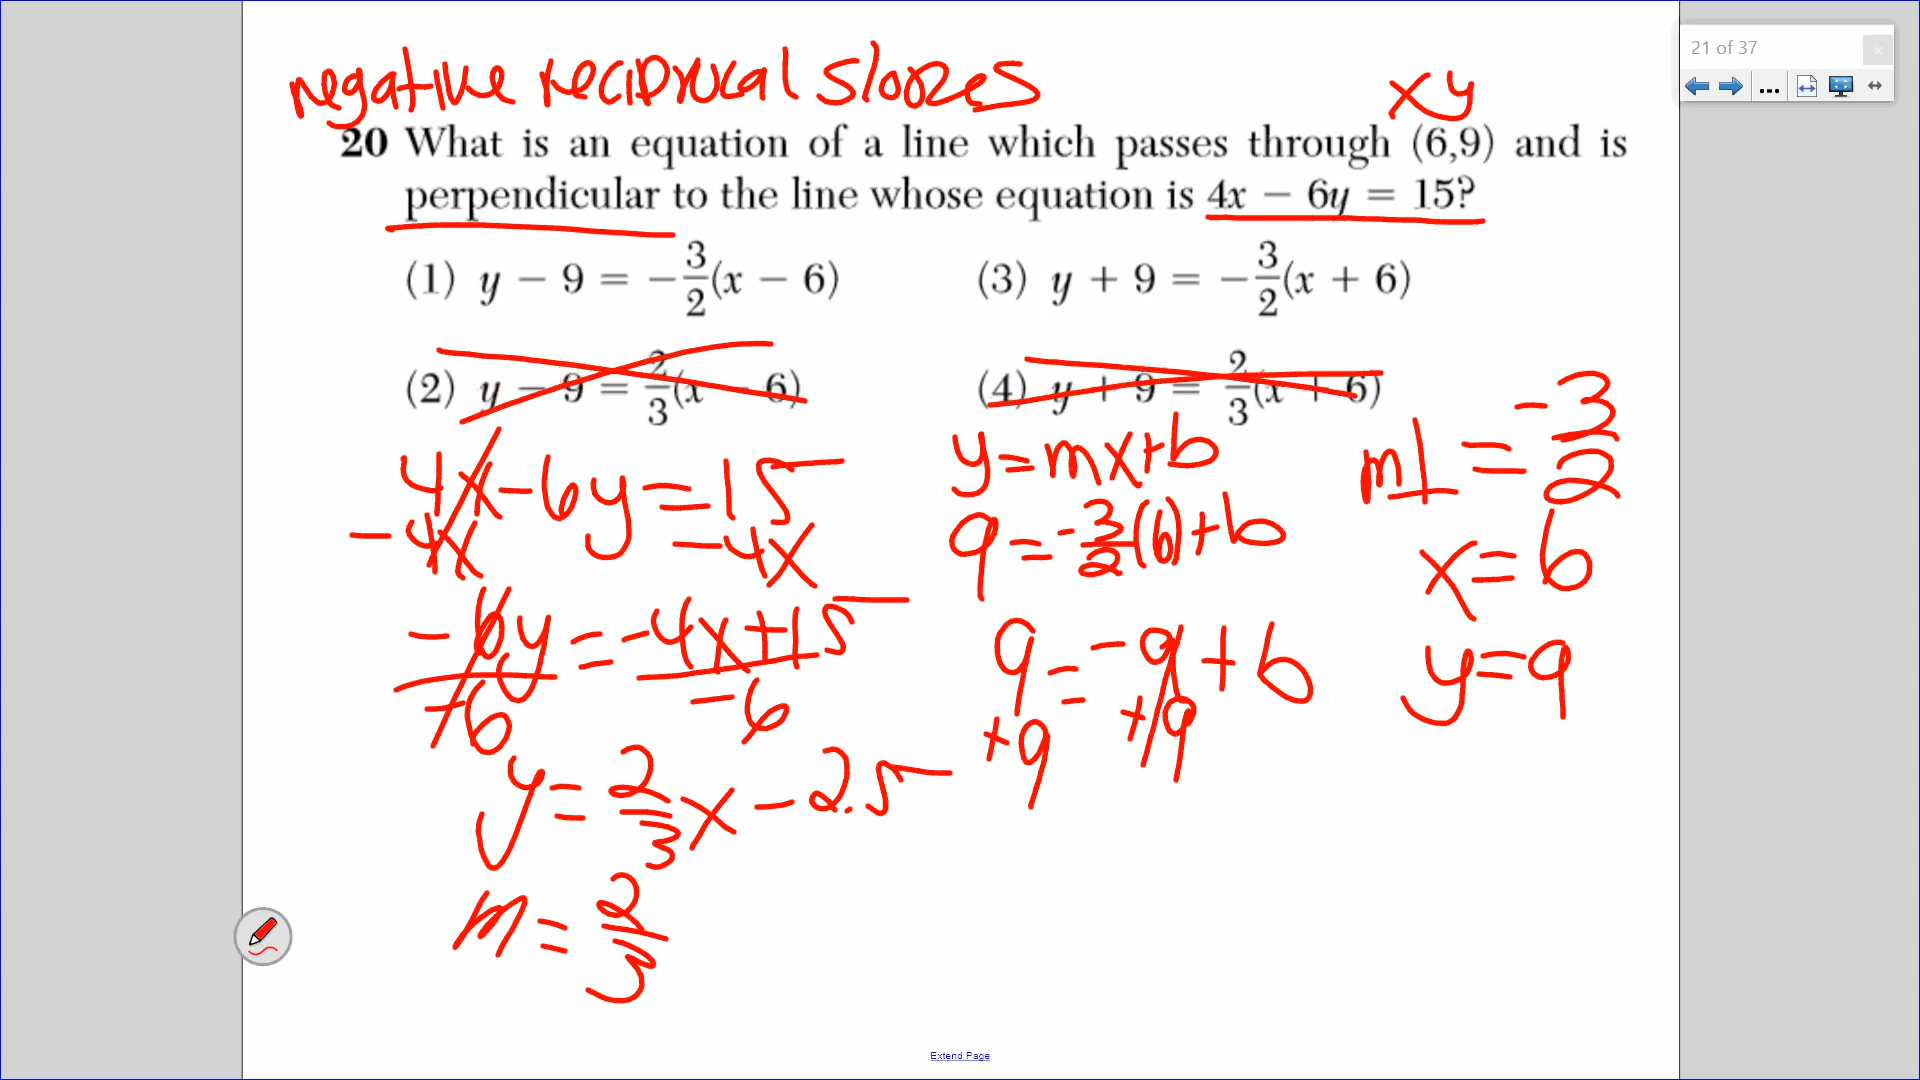 21 of 37
negative reciprocal slopes
x y
20 What is an equation of a line which passes through (6,9) and is
perpendicular to the line whose equation is 4x − 6y = 15?
(1) y − 9 = −3/2(x − 6)
(3) y + 9 = −3/2(x + 6)
(2) y − 9 = 2/3(x − 6)
(4) y + 9 = 2/3(x + 6)
4x − 6y = 15
−4x −4x
−6y = −4x + 15
−6 −6
y = 2/3 x − 2.5
m = 2/3
y = mx + b
9 = −3/2(6) + b
9 = −9 + b
+9 +9
m⊥ = −3/2
x = 6
y = 9
Extend Page